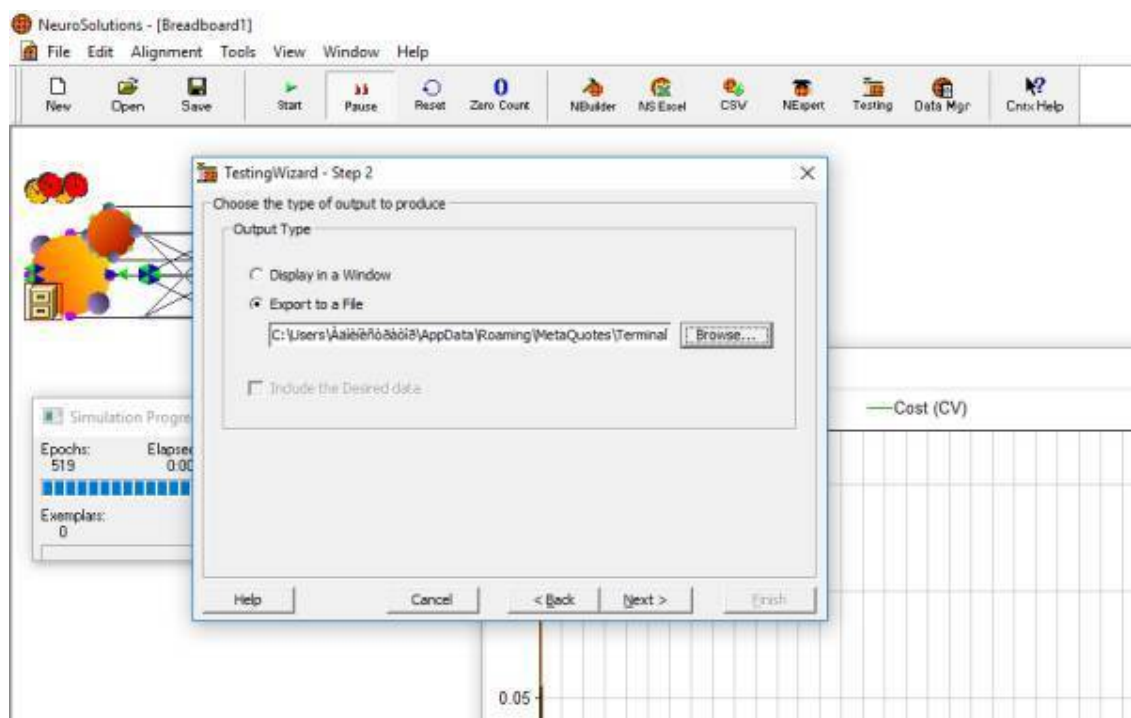 NeuroSolutions - [Breadboard1]
File Edit Alignment Tools View Window Help
New Open Save Start Pause Reset Zero Count NBuilder NS Excel CSV NExpert Testing Data Mgr Cntx Help
TestingWizard - Step 2
Choose the type of output to produce
Output Type
Display in a Window
Export to a File
C:\Users\Àäìèíèñòðàòîð\AppData\Roaming\MetaQuotes\Terminal
Browse...
Include the Desired data
Simulation Progre
Cost (CV)
Epochs: Elapsed
519 0:00
Exemplars:
0
Help Cancel < Back Next > Finish
0.05